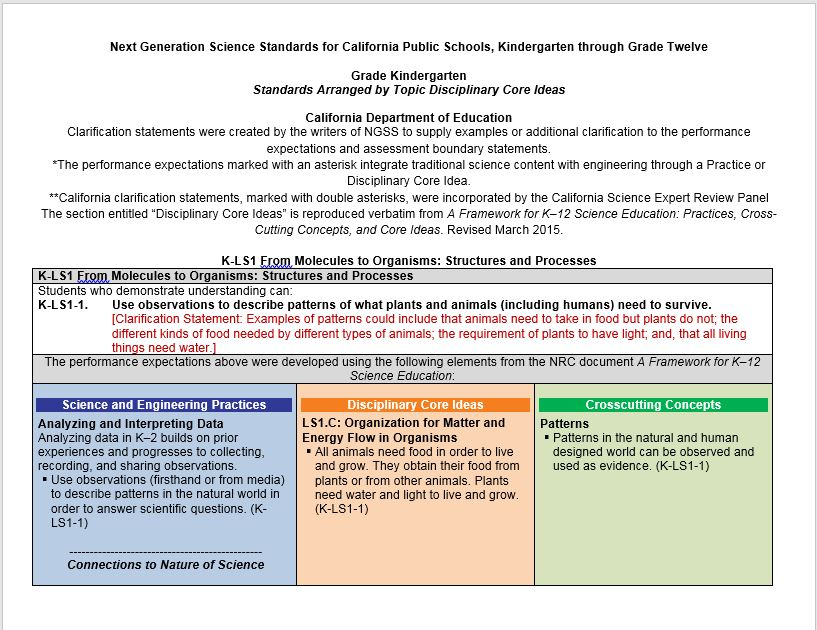 Next Generation Science Standards for California Public Schools, Kindergarten through Grade Twelve
Grade Kindergarten
Standards Arranged by Topic Disciplinary Core Ideas
California Department of Education
Clarification statements were created by the writers of NGSS to supply examples or additional clarification to the performance
expectations and assessment boundary statements.
*The performance expectations marked with an asterisk integrate traditional science content with engineering through a Practice or
Disciplinary Core Idea.
**California clarification statements, marked with double asterisks, were incorporated by the California Science Expert Review Panel
The section entitled “Disciplinary Core Ideas” is reproduced verbatim from A Framework for K–12 Science Education: Practices, Cross-
Cutting Concepts, and Core Ideas. Revised March 2015.
K-LS1 From Molecules to Organisms: Structures and Processes
K-LS1 From Molecules to Organisms: Structures and Processes
Students who demonstrate understanding can:
K-LS1-1. Use observations to describe patterns of what plants and animals (including humans) need to survive.
[Clarification Statement: Examples of patterns could include that animals need to take in food but plants do not; the
different kinds of food needed by different types of animals; the requirement of plants to have light; and, that all living
things need water.]
The performance expectations above were developed using the following elements from the NRC document A Framework for K–12
Science Education:
Science and Engineering Practices
Analyzing and Interpreting Data
Analyzing data in K–2 builds on prior
experiences and progresses to collecting,
recording, and sharing observations.
▪ Use observations (firsthand or from media)
to describe patterns in the natural world in
order to answer scientific questions. (K-
LS1-1)
-----------------------------------------------
Connections to Nature of Science
Disciplinary Core Ideas
LS1.C: Organization for Matter and
Energy Flow in Organisms
▪ All animals need food in order to live
and grow. They obtain their food from
plants or from other animals. Plants
need water and light to live and grow.
(K-LS1-1)
Crosscutting Concepts
Patterns
▪ Patterns in the natural and human
designed world can be observed and
used as evidence. (K-LS1-1)